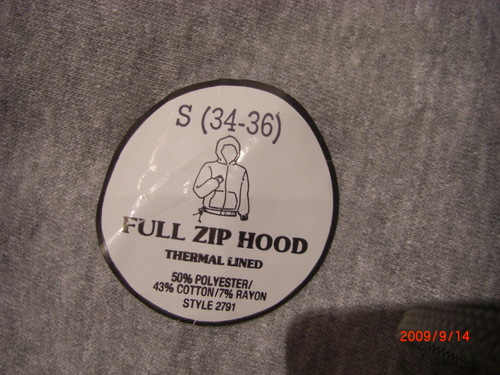 S (34-36)
FULL ZIP HOOD
THERMAL LINED
50% POLYESTER/
43% COTTON/7% RAYON
STYLE 2791
2009/9/14